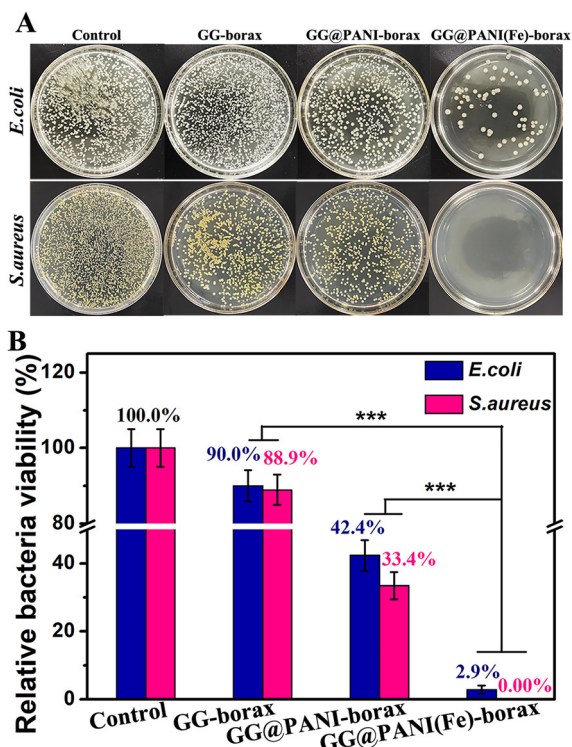 A
Control GG-borax GG@PANI-borax GG@PANI(Fe)-borax
E.coli
S.aureus
B
Relative bacteria viability (%)
120
100
80
40
20
0
E.coli
S.aureus
100.0%
90.0% 88.9%
42.4% 33.4%
2.9% 0.00%
***
***
Control GG-borax GG@PANI-borax GG@PANI(Fe)-borax